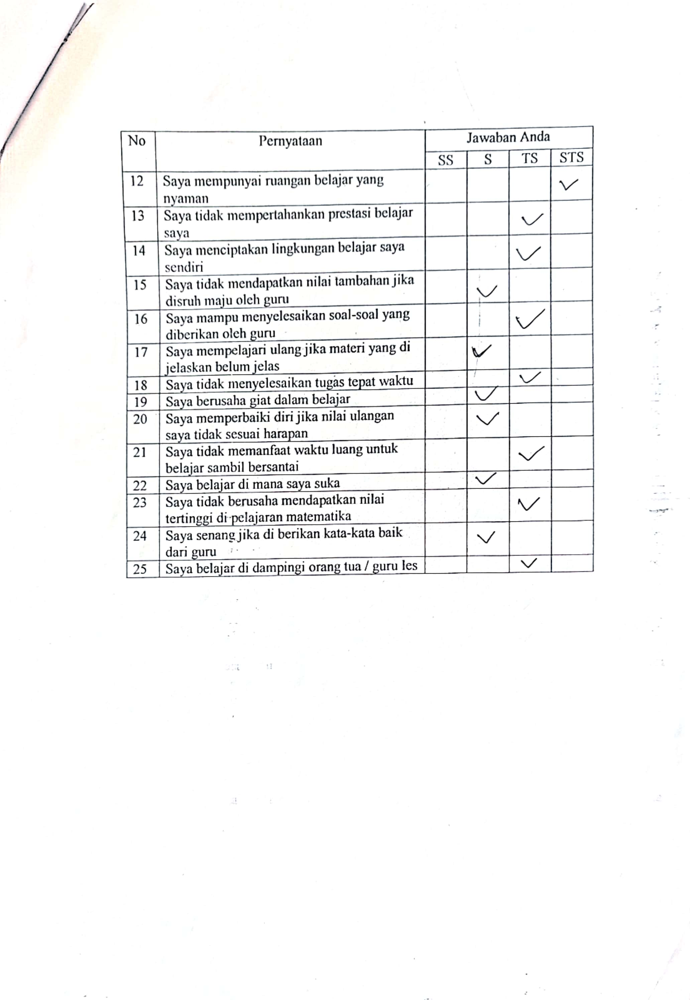 No Pernyataan Jawaban Anda
SS S TS STS
12 Saya mempunyai ruangan belajar yang
nyaman
13 Saya tidak mempertahankan prestasi belajar
saya
14 Saya menciptakan lingkungan belajar saya
sendiri
15 Saya tidak mendapatkan nilai tambahan jika
disruh maju oleh guru
16 Saya mampu menyelesaikan soal-soal yang
diberikan oleh guru
17 Saya mempelajari ulang jika materi yang di
jelaskan belum jelas
18 Saya tidak menyelesaikan tugas tepat waktu
19 Saya berusaha giat dalam belajar
20 Saya memperbaiki diri jika nilai ulangan
saya tidak sesuai harapan
21 Saya tidak memanfaat waktu luang untuk
belajar sambil bersantai
22 Saya belajar di mana saya suka
23 Saya tidak berusaha mendapatkan nilai
tertinggi di pelajaran matematika
24 Saya senang jika di berikan kata-kata baik
dari guru
25 Saya belajar di dampingi orang tua / guru les